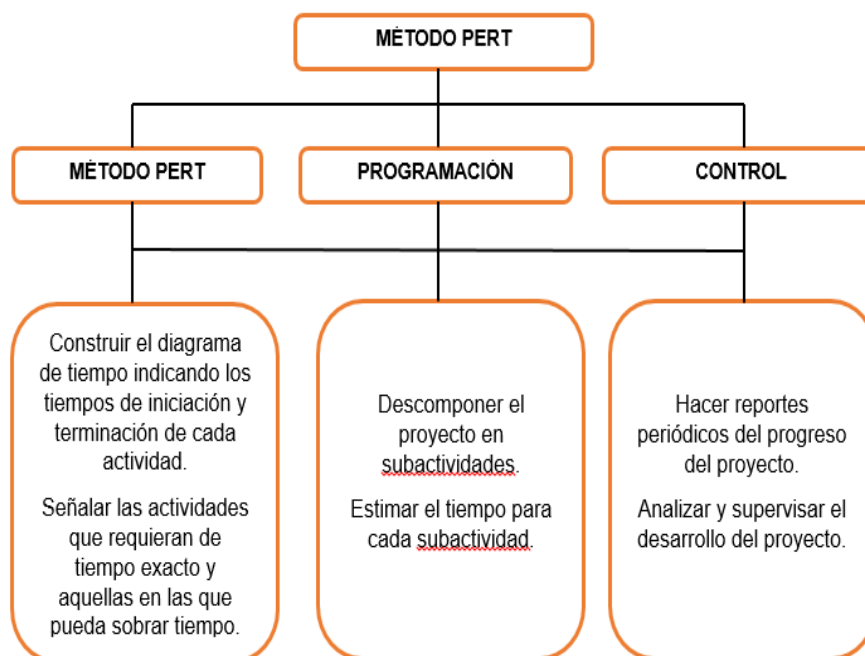 MÉTODO PERT
MÉTODO PERT
PROGRAMACIÓN
CONTROL
Construir el diagrama
de tiempo indicando los
tiempos de iniciación y
terminación de cada
actividad.
Señalar las actividades
que requieran de
tiempo exacto y
aquellas en las que
pueda sobrar tiempo.
Descomponer el
proyecto en
subactividades.
Estimar el tiempo para
cada subactividad.
Hacer reportes
periódicos del progreso
del proyecto.
Analizar y supervisar el
desarrollo del proyecto.